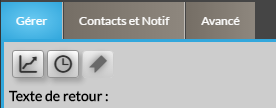 Gérer Contacts et Notif Avancé
Texte de retour :